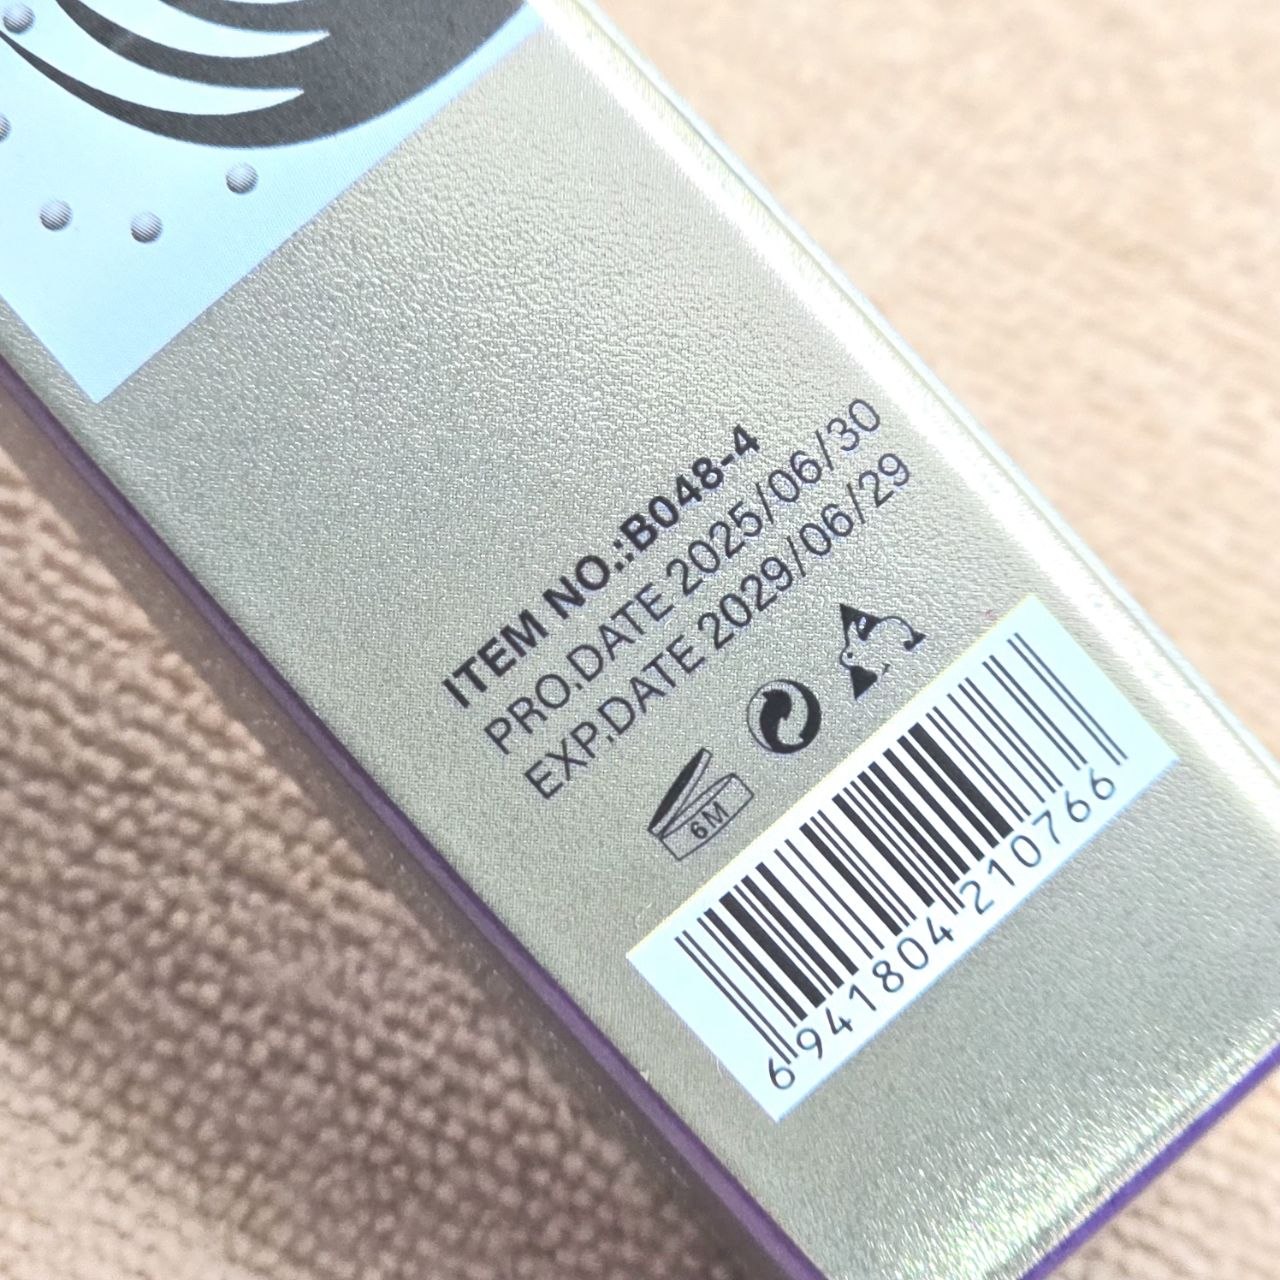 ITEM NO.:B048-4
PRO.DATE 2025/06/30
EXP.DATE 2029/06/29
6M
6941804210766